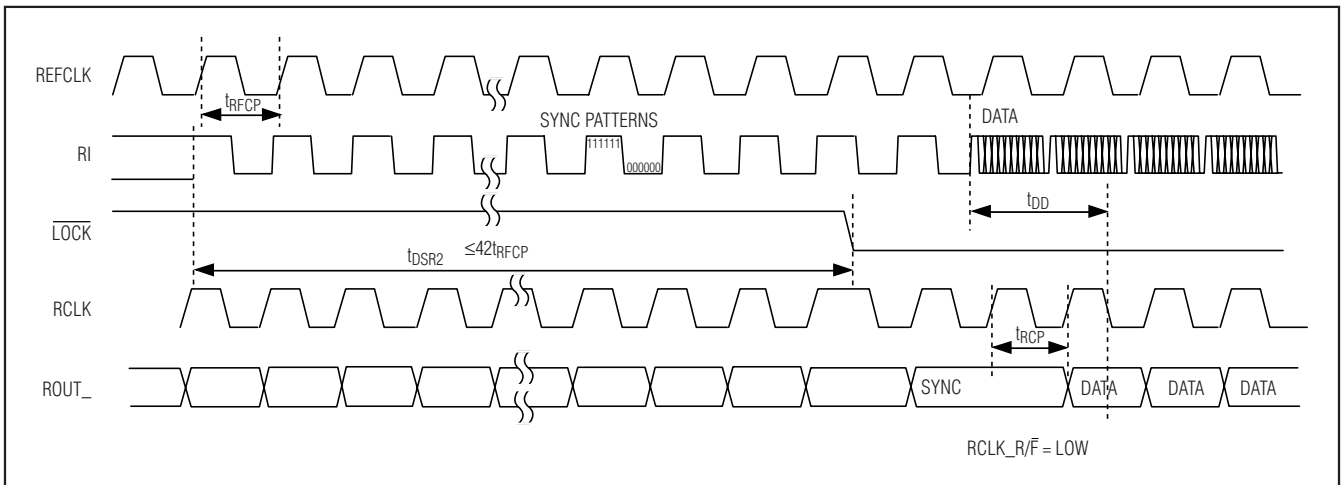 REFCLK
tRFCP
SYNC PATTERNS
DATA
RI
111111
000000
tDD
LOCK
tDSR2 ≤42tRFCP
RCLK
tRCP
ROUT_
SYNC
DATA
DATA
DATA
RCLK_R/F̅ = LOW